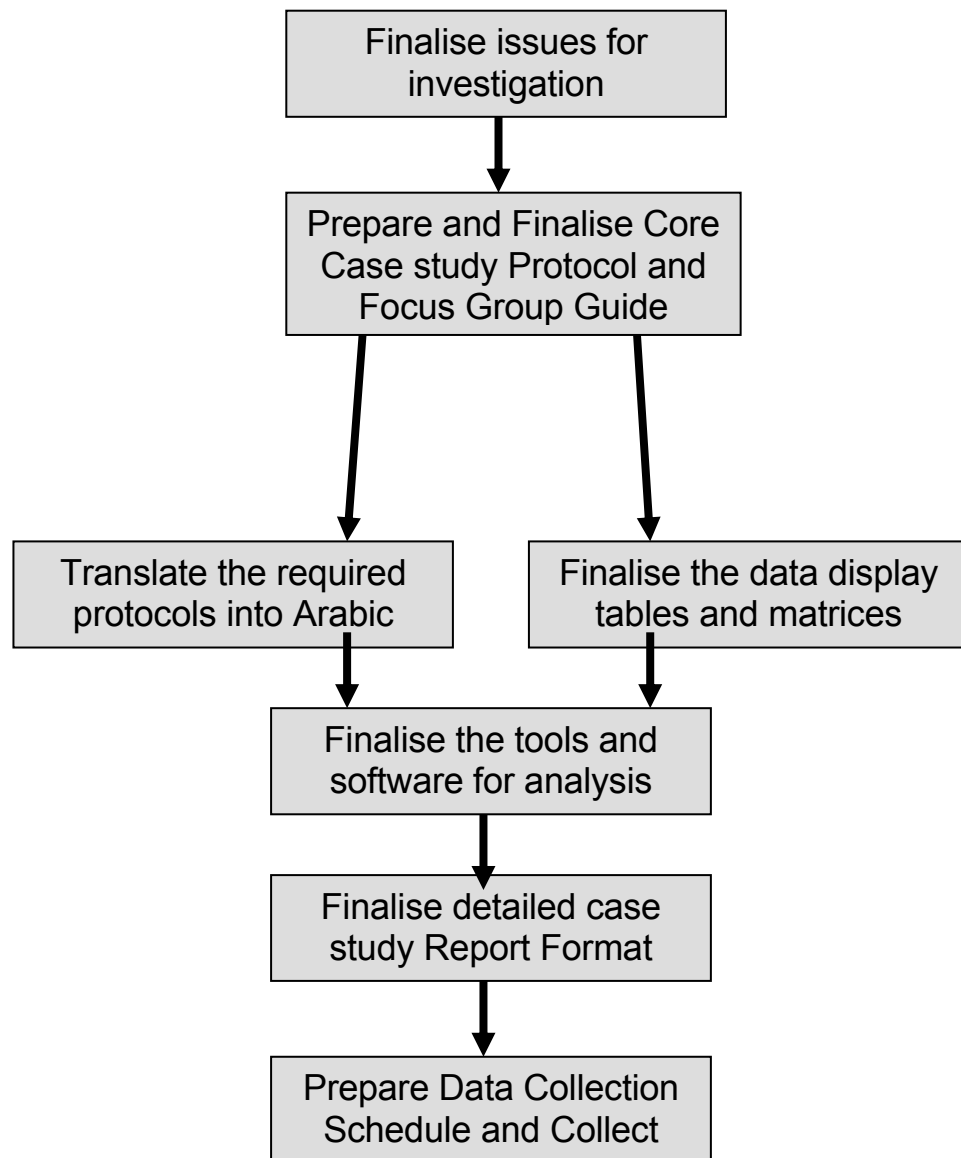 Finalise issues for
investigation
Prepare and Finalise Core
Case study Protocol and
Focus Group Guide
Translate the required
protocols into Arabic
Finalise the data display
tables and matrices
Finalise the tools and
software for analysis
Finalise detailed case
study Report Format
Prepare Data Collection
Schedule and Collect